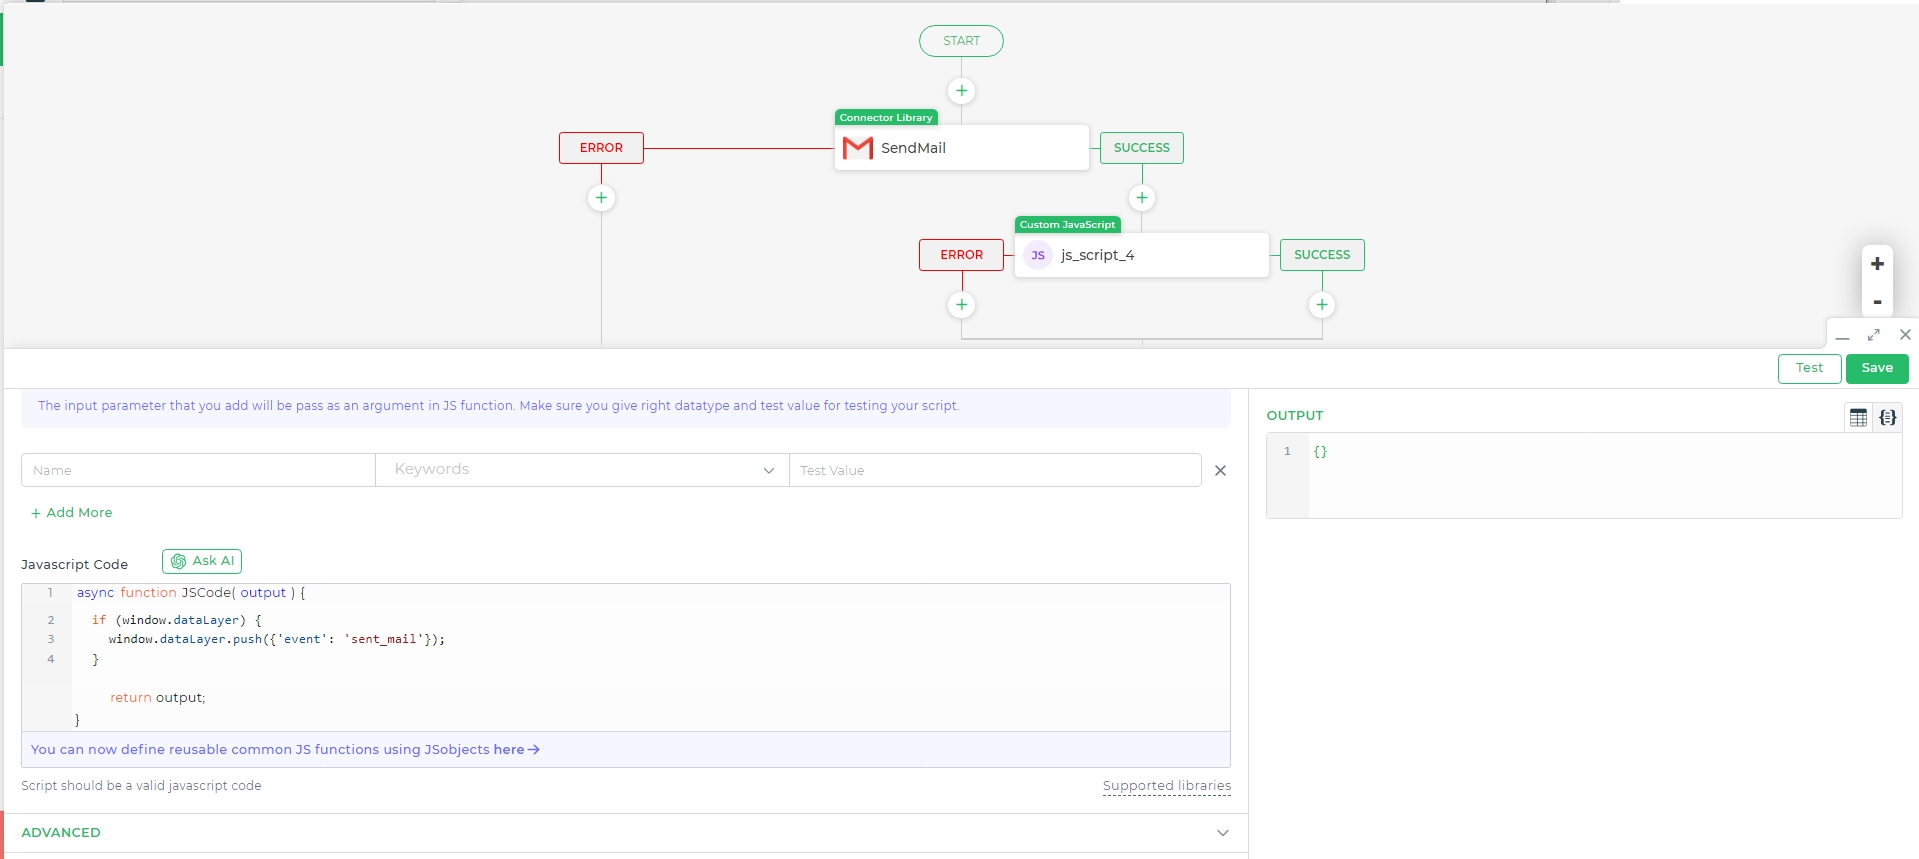 START
+
Connector Library
ERROR
SendMail
SUCCESS
+
+
Custom JavaScript
ERROR
JS js_script_4
SUCCESS
+
+
+
-
Test
Save
The input parameter that you add will be pass as an argument in JS function. Make sure you give right datatype and test value for testing your script.
Name
Keywords
Test Value
+ Add More
Javascript Code
Ask AI
1 async function JSCode( output ) {
2 if (window.dataLayer) {
3 window.dataLayer.push({'event': 'sent_mail'});
4 }
return output;
}
You can now define reusable common JS functions using JSobjects here→
Script should be a valid javascript code
Supported libraries
ADVANCED
OUTPUT
1 {}